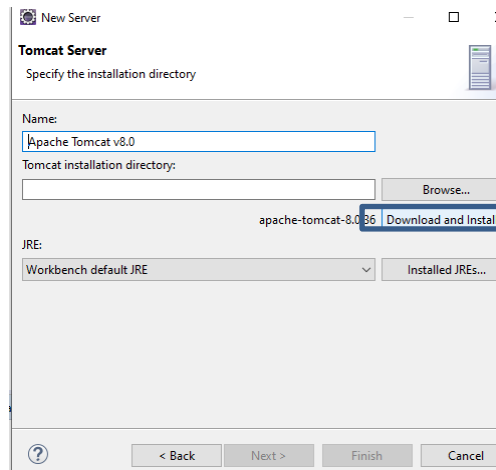 New Server
Tomcat Server
Specify the installation directory
Name:
Apache Tomcat v8.0
Tomcat installation directory:
Browse...
apache-tomcat-8.0.36 Download and Instal
JRE:
Workbench default JRE Installed JREs...
? < Back Next > Finish Cancel